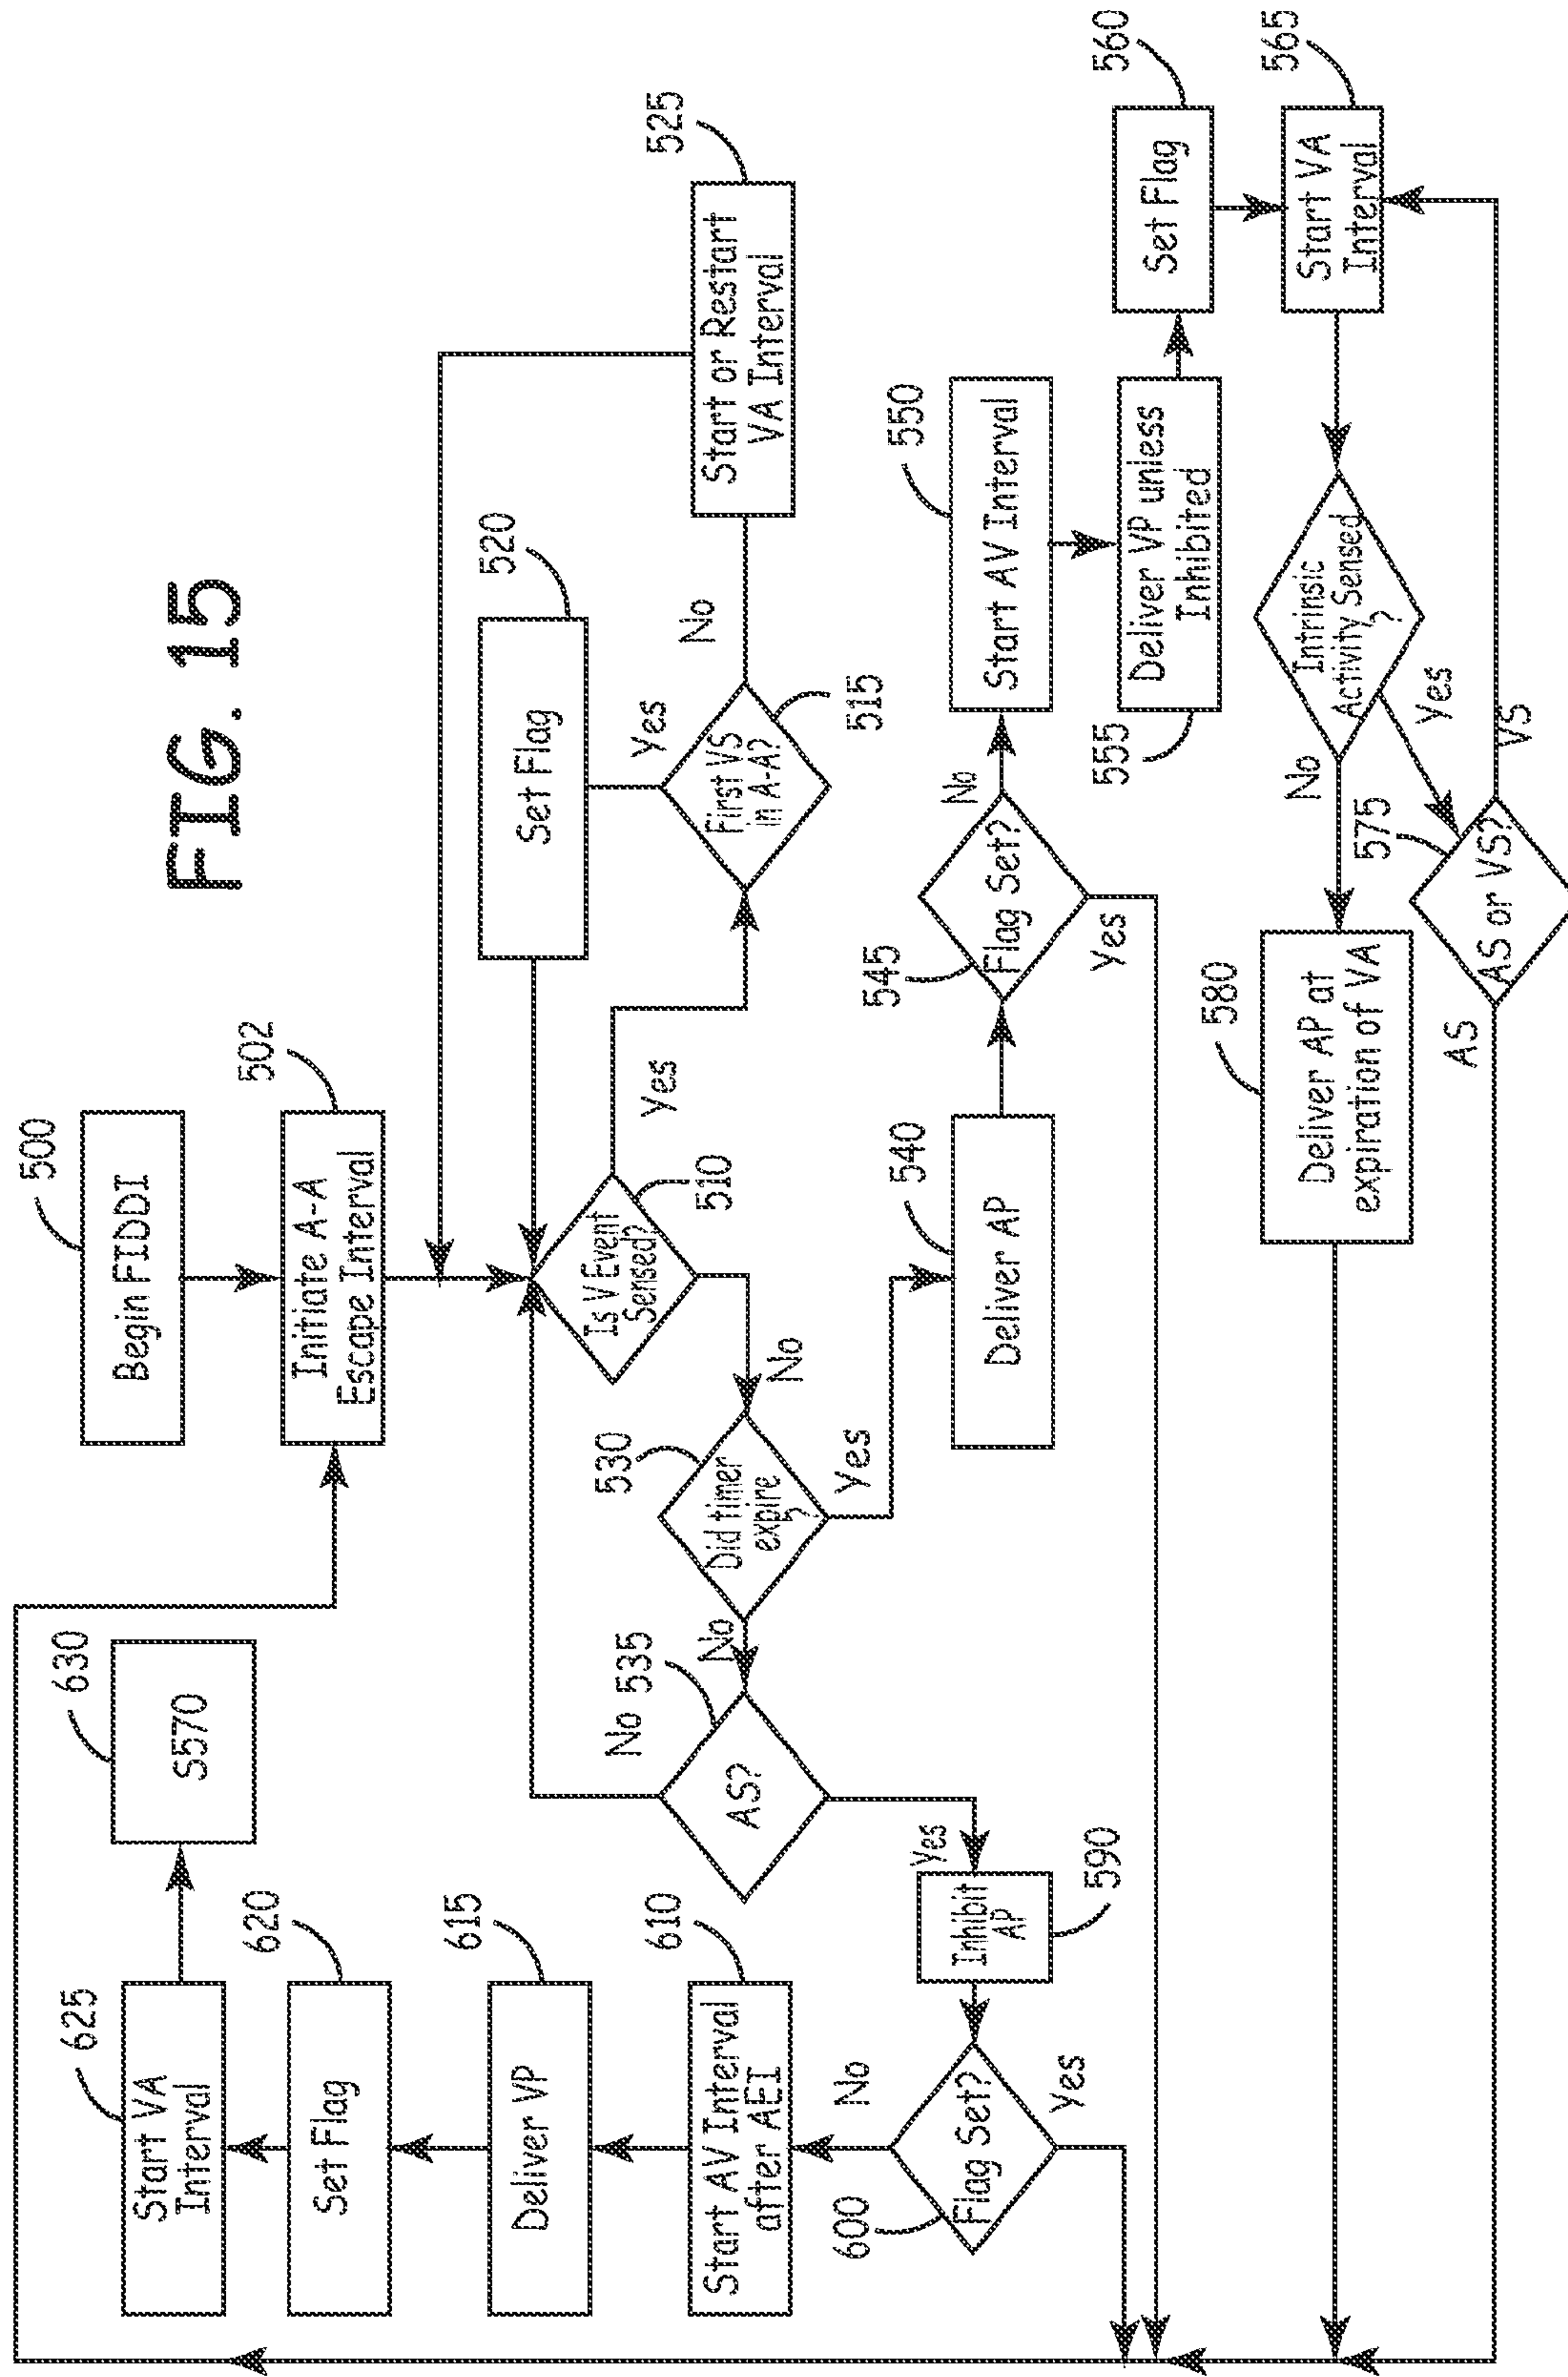 FIG. 15
500
Begin FIDDI
502
Initiate A-A
Escape Interval
510
Is V Event
Sensed?
Yes
No
515
First VS
in A-A?
Yes
No
520
Set Flag
525
Start or Restart
VA Interval
530
Did timer
expire
?
No
Yes
535
AS?
No
Yes
540
Deliver AP
545
Flag Set?
No
Yes
550
Start AV Interval
555
Deliver VP unless
Inhibited
560
Set Flag
565
Start VA
Interval
Intrinsic
Activity Sensed
?
No
Yes
575
AS or VS?
AS
VS
580
Deliver AP at
expiration of VA
590
Inhibit
AP
600
Flag Set?
No
Yes
610
Start AV Interval
after AEI
615
Deliver VP
620
Set Flag
625
Start VA
Interval
630
S570